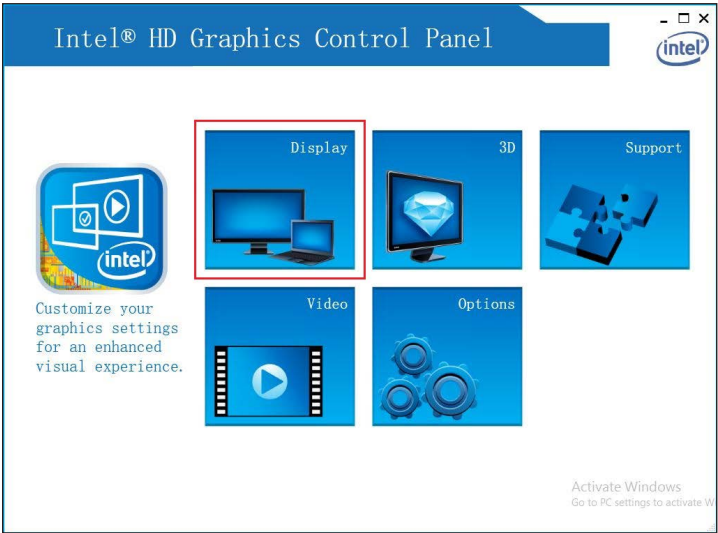 Intel® HD Graphics Control Panel
intel
Display
3D
Support
intel
Customize your
graphics settings
for an enhanced
visual experience.
Video
Options
Activate Windows
Go to PC settings to activate W